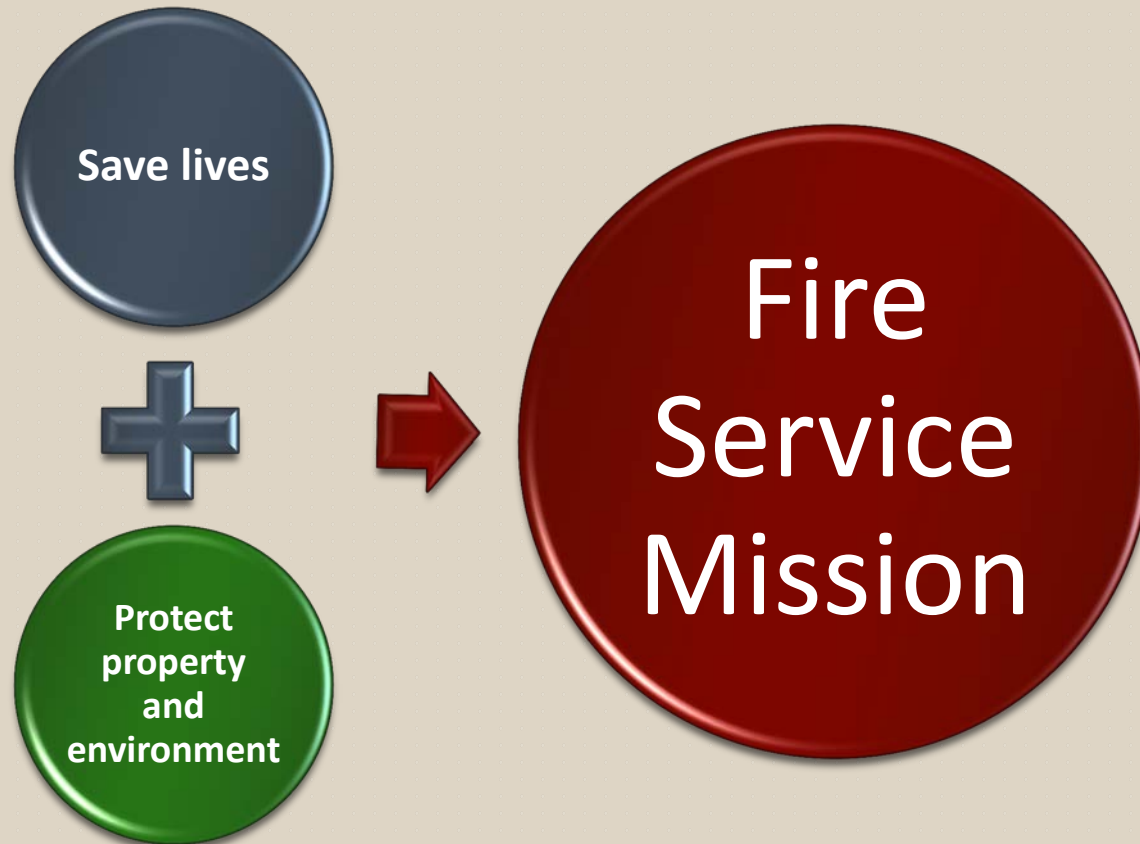 Save lives
Protect
property
and
environment
Fire
Service
Mission